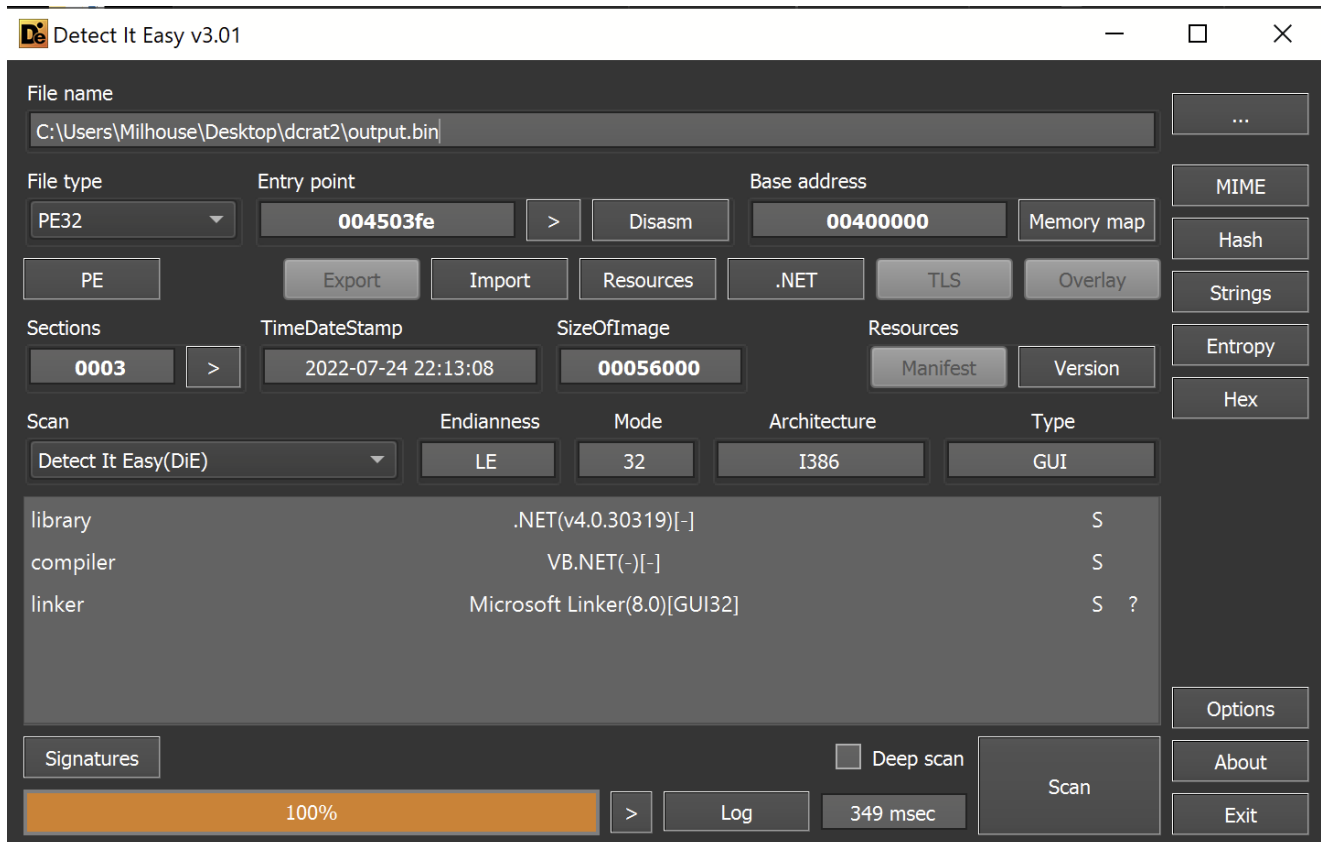 De Detect It Easy v3.01
File name
C:\Users\Milhouse\Desktop\dcrat2\output.bin
...
File type
Entry point
Base address
PE32
004503fe
>
Disasm
00400000
Memory map
MIME
Hash
PE
Export
Import
Resources
.NET
TLS
Overlay
Strings
Sections
TimeDateStamp
SizeOfImage
Resources
0003
>
2022-07-24 22:13:08
00056000
Manifest
Version
Entropy
Hex
Scan
Endianness
Mode
Architecture
Type
Detect It Easy(DiE)
LE
32
I386
GUI
library .NET(v4.0.30319)[-] S
compiler VB.NET(-)[-] S
linker Microsoft Linker(8.0)[GUI32] S ?
Options
Signatures
Deep scan
Scan
About
100%
>
Log
349 msec
Exit